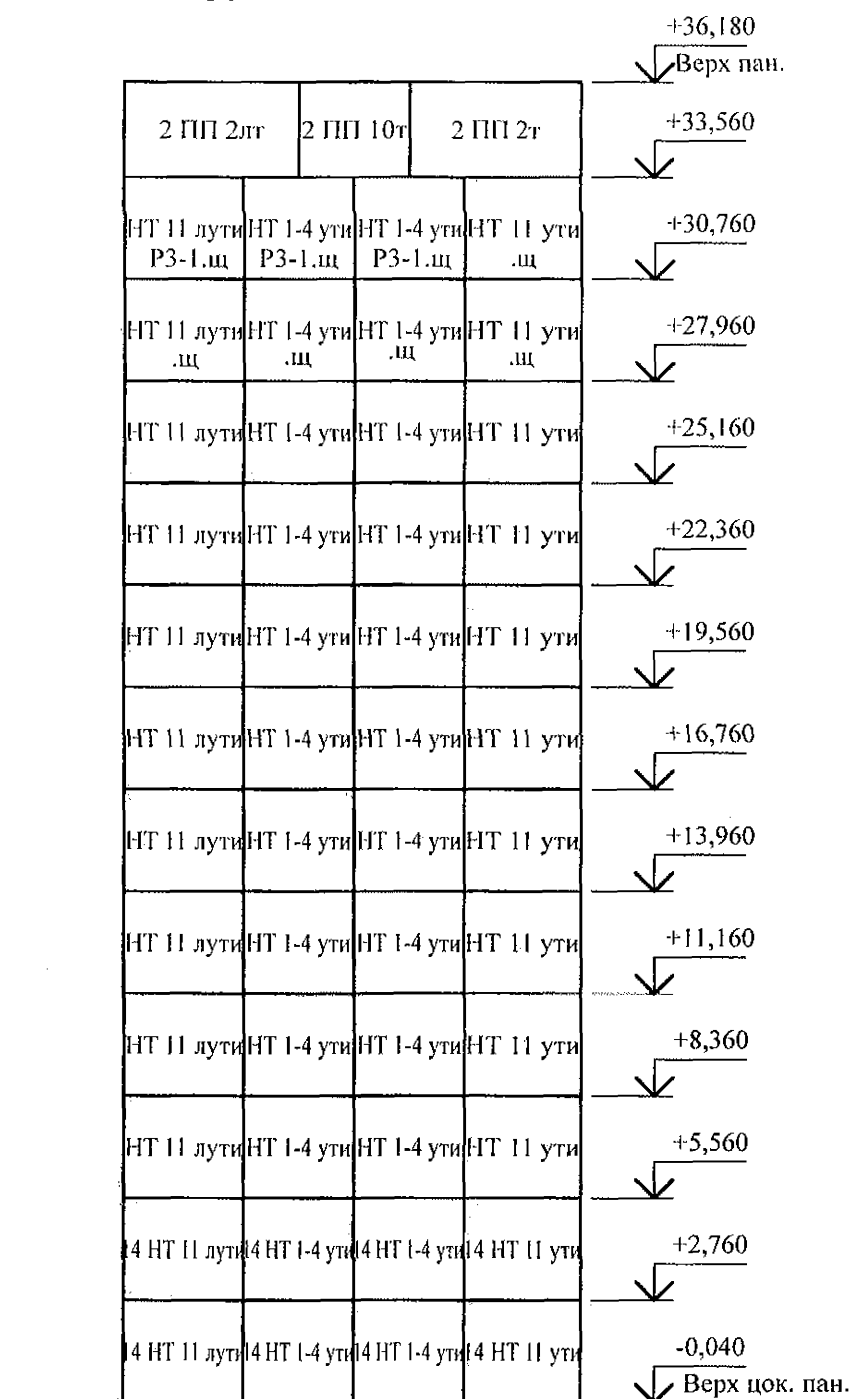 +36,180
Верх пан.
2 ПП 2лт 2 ПП 10т 2 ПП 2т
+33,560
НТ 11 лути НТ 1-4 ути НТ 1-4 ути НТ 11 ути
Р3-1.щ Р3-1.щ Р3-1.щ .щ
+30,760
НТ 11 лути НТ 1-4 ути НТ 1-4 ути НТ 11 ути
.щ .щ .щ .щ
+27,960
НТ 11 лути НТ 1-4 ути НТ 1-4 ути НТ 11 ути
+25,160
НТ 11 лути НТ 1-4 ути НТ 1-4 ути НТ 11 ути
+22,360
НТ 11 лути НТ 1-4 ути НТ 1-4 ути НТ 11 ути
+19,560
НТ 11 лути НТ 1-4 ути НТ 1-4 ути НТ 11 ути
+16,760
НТ 11 лути НТ 1-4 ути НТ 1-4 ути НТ 11 ути
+13,960
НТ 11 лути НТ 1-4 ути НТ 1-4 ути НТ 11 ути
+11,160
НТ 11 лути НТ 1-4 ути НТ 1-4 ути НТ 11 ути
+8,360
НТ 11 лути НТ 1-4 ути НТ 1-4 ути НТ 11 ути
+5,560
14 НТ 11 лути 14 НТ 1-4 ути 14 НТ 1-4 ути 14 НТ 11 ути
+2,760
14 НТ 11 лути 14 НТ 1-4 ути 14 НТ 1-4 ути 14 НТ 11 ути
-0,040
Верх цок. пан.